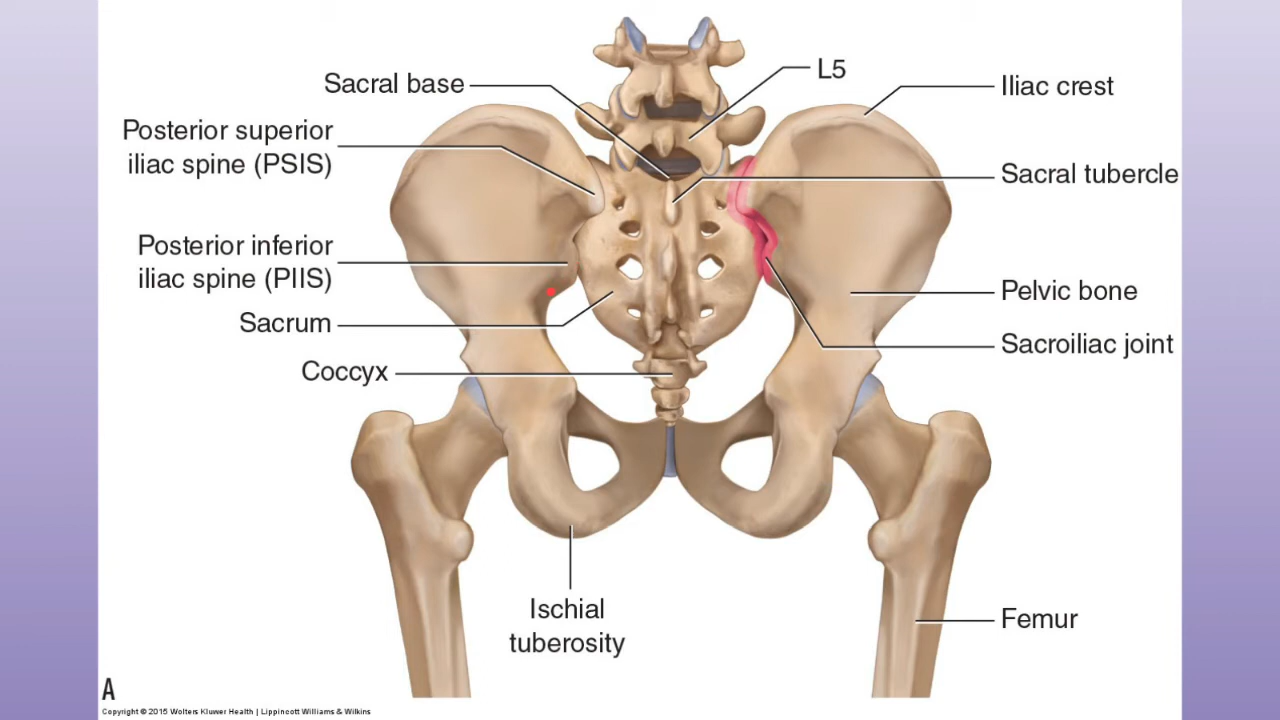 Sacral base
L5
Iliac crest
Posterior superior
iliac spine (PSIS)
Sacral tubercle
Posterior inferior
iliac spine (PIIS)
Pelvic bone
Sacrum
Sacroiliac joint
Coccyx
Ischial
tuberosity
Femur
A
Copyright © 2015 Wolters Kluwer Health | Lippincott Williams & Wilkins